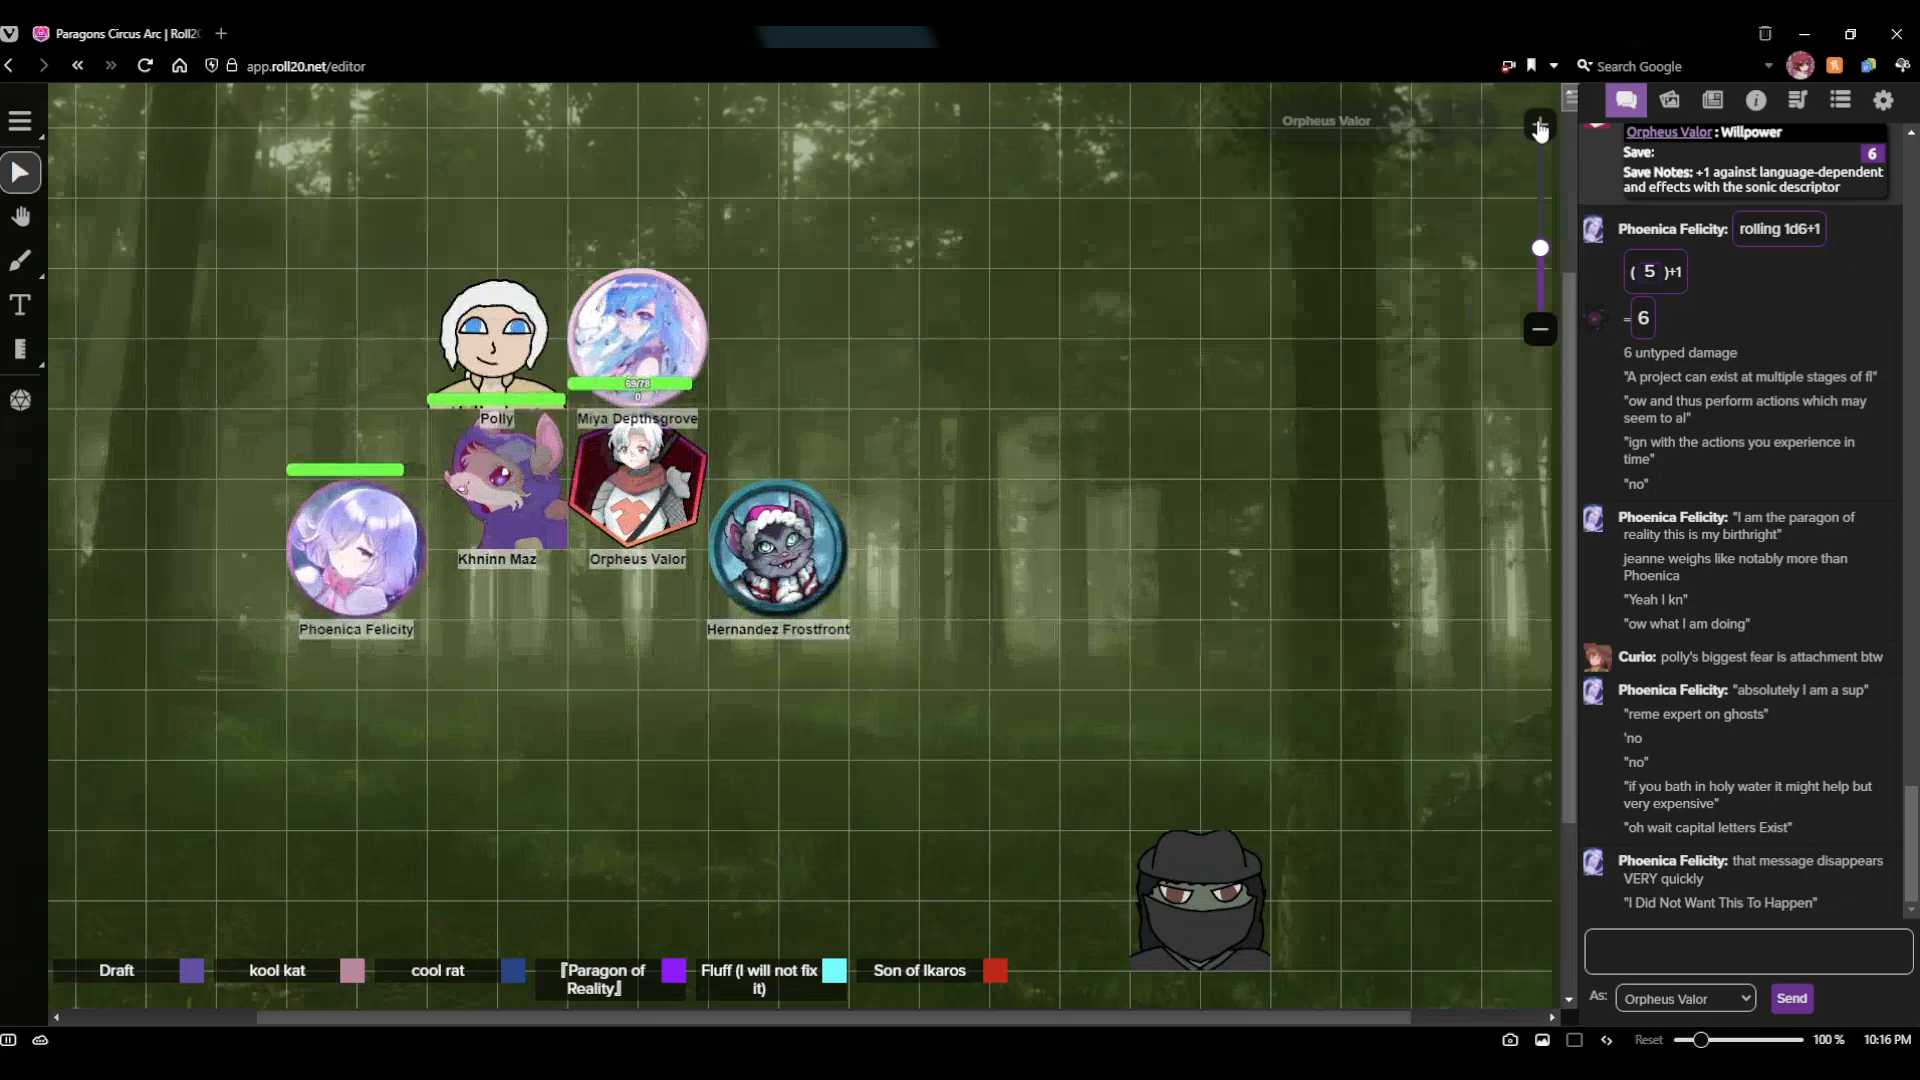 Paragons Circus Arc | Roll20
app.roll20.net/editor
Search Google
Orpheus Valor
69/78
0
Polly
Miya Depthsgrove
Khninn Maz
Orpheus Valor
Phoenica Felicity
Hernandez Frostfront
Draft
kool kat
cool rat
『Paragon of
Reality』
Fluff (I will not fix
it)
Son of Ikaros
Orpheus Valor : Willpower
Save:
6
Save Notes: +1 against language-dependent
and effects with the sonic descriptor
Phoenica Felicity: rolling 1d6+1
( 5 )+1
=6
6 untyped damage
"A project can exist at multiple stages of fl"
"ow and thus perform actions which may
seem to al"
"ign with the actions you experience in
time"
"no"
Phoenica Felicity: "I am the paragon of
reality this is my birthright"
jeanne weighs like notably more than
Phoenica
"Yeah I kn"
"ow what I am doing"
Curio: polly's biggest fear is attachment btw
Phoenica Felicity: "absolutely I am a sup"
"reme expert on ghosts"
'no
"no"
"if you bath in holy water it might help but
very expensive"
"oh wait capital letters Exist"
Phoenica Felicity: that message disappears
VERY quickly
"I Did Not Want This To Happen"
As:
Orpheus Valor
Send
Reset
100 %
10:16 PM